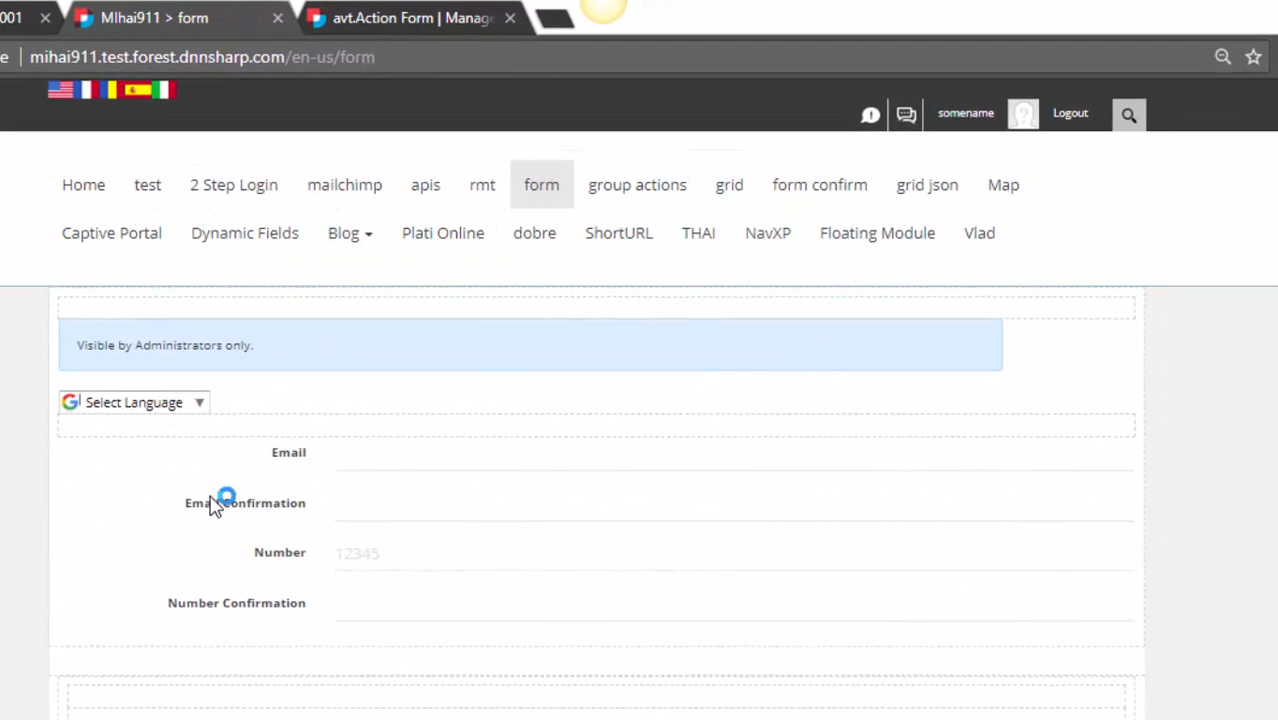 001
MIhai911 > form
avt.Action Form | Manag
e
mihai911.test.forest.dnnsharp.com/en-us/form
somename
Logout
Home
test
2 Step Login
mailchimp
apis
rmt
form
group actions
grid
form confirm
grid json
Map
Captive Portal
Dynamic Fields
Blog
Plati Online
dobre
ShortURL
THAI
NavXP
Floating Module
Vlad
Visible by Administrators only.
Select Language
Email
Email Confirmation
Number
12345
Number Confirmation